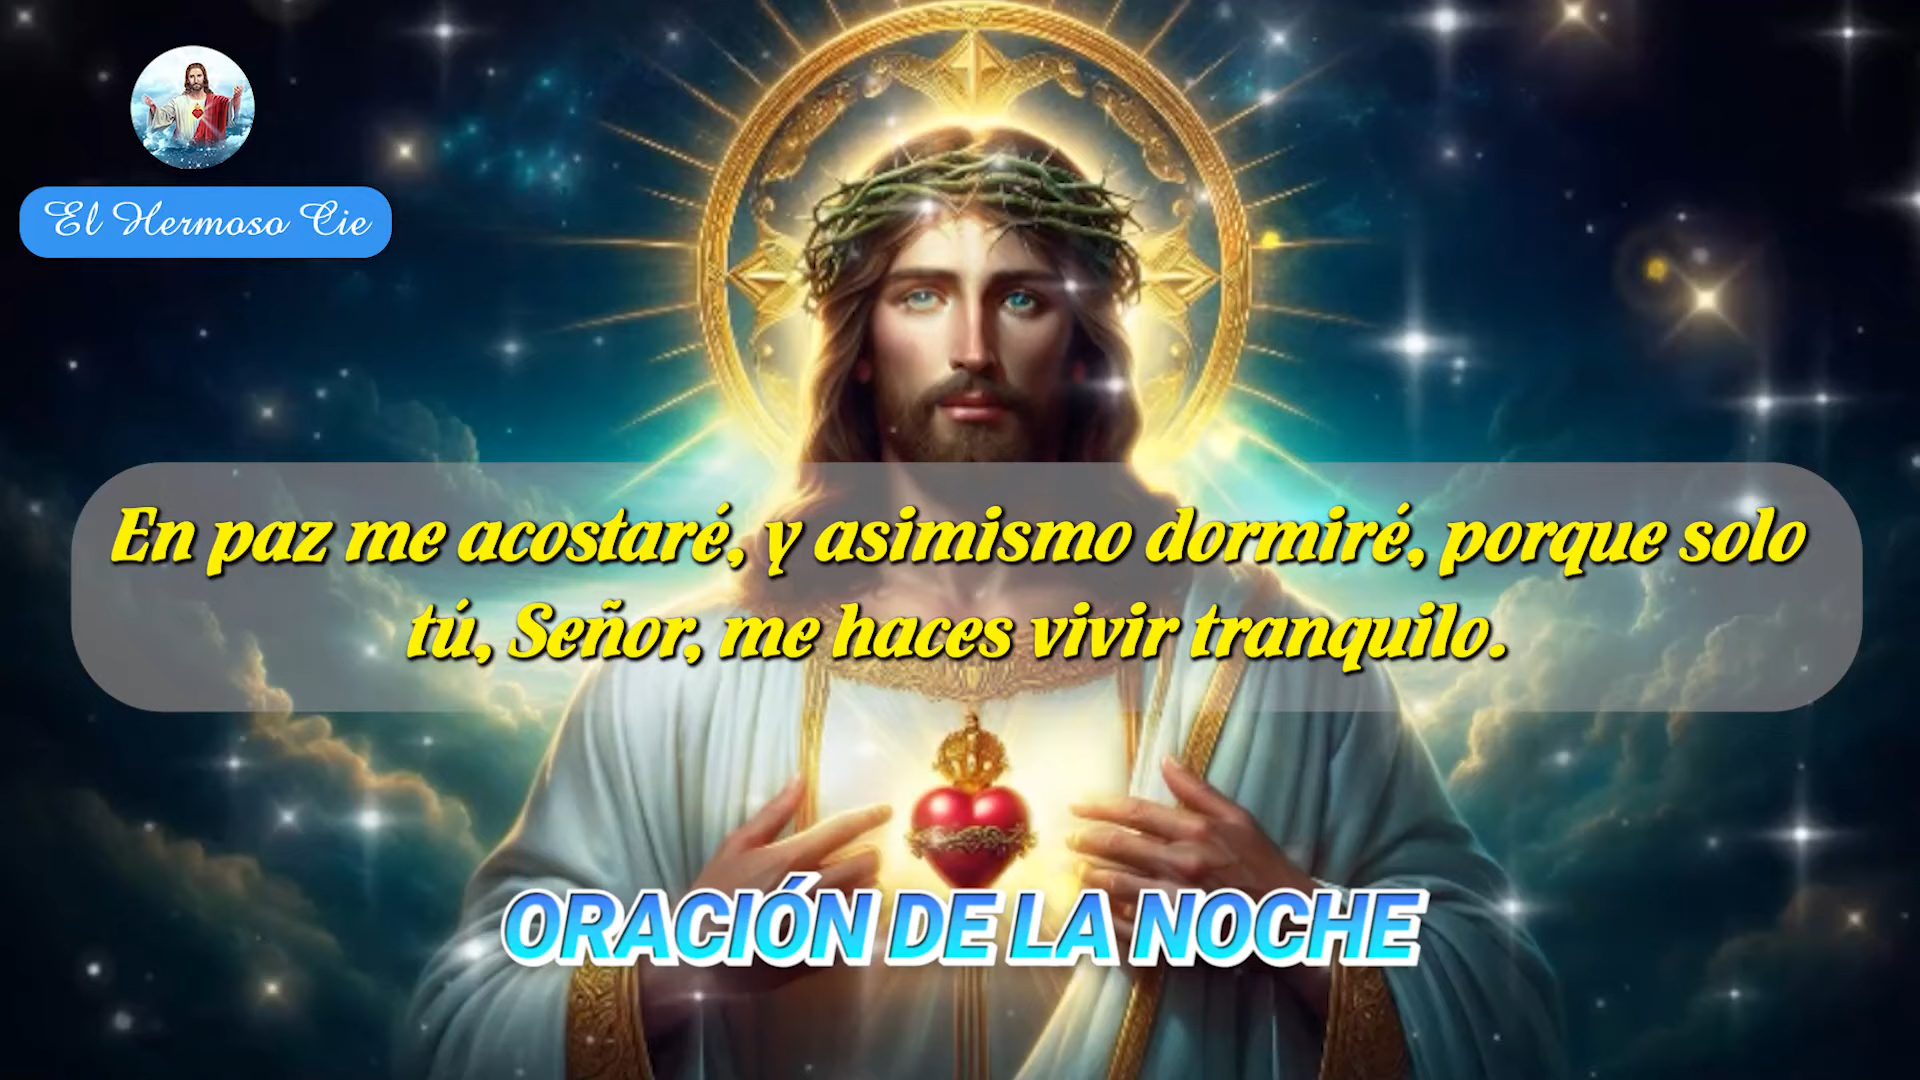 El Hermoso Cie
En paz me acostaré, y asimismo dormiré, porque solo
tú, Señor, me haces vivir tranquilo.
ORACIÓN DE LA NOCHE